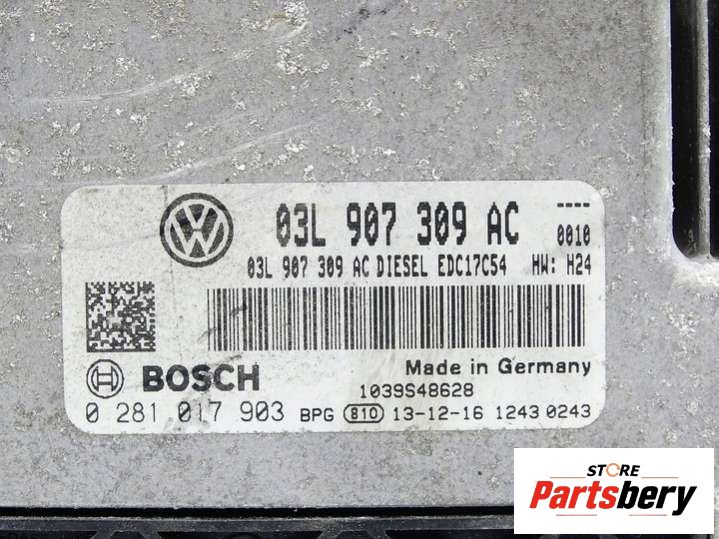 03L 907 309 AC ----
0010
03L 907 309 AC DIESEL EDC17C54 HW: H24
BOSCH Made in Germany
1039S48628
0 281 017 903 BPG 810 13-12-16 1243 0243
STORE
Partsbery